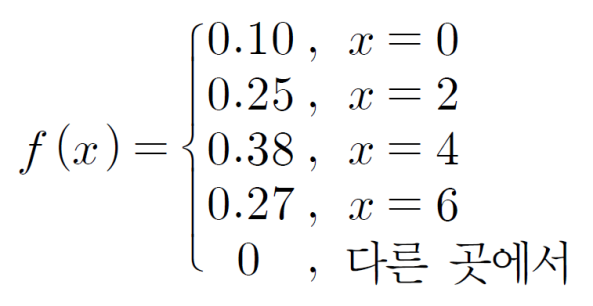 0.10 , x = 0
0.25 , x = 2
f(x) = { 0.38 , x = 4
0.27 , x = 6
0 , 다른 곳에서